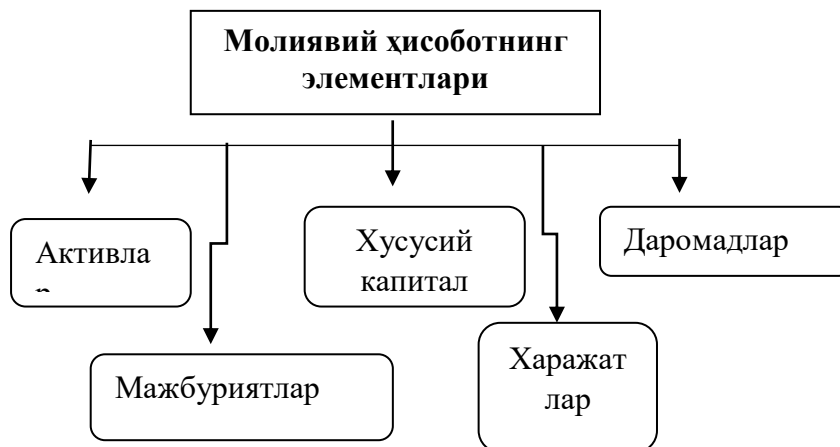 Молиявий ҳисоботнинг
элементлари
Активла
Хусусий
капитал
Даромадлар
Мажбуриятлар
Харажат
лар